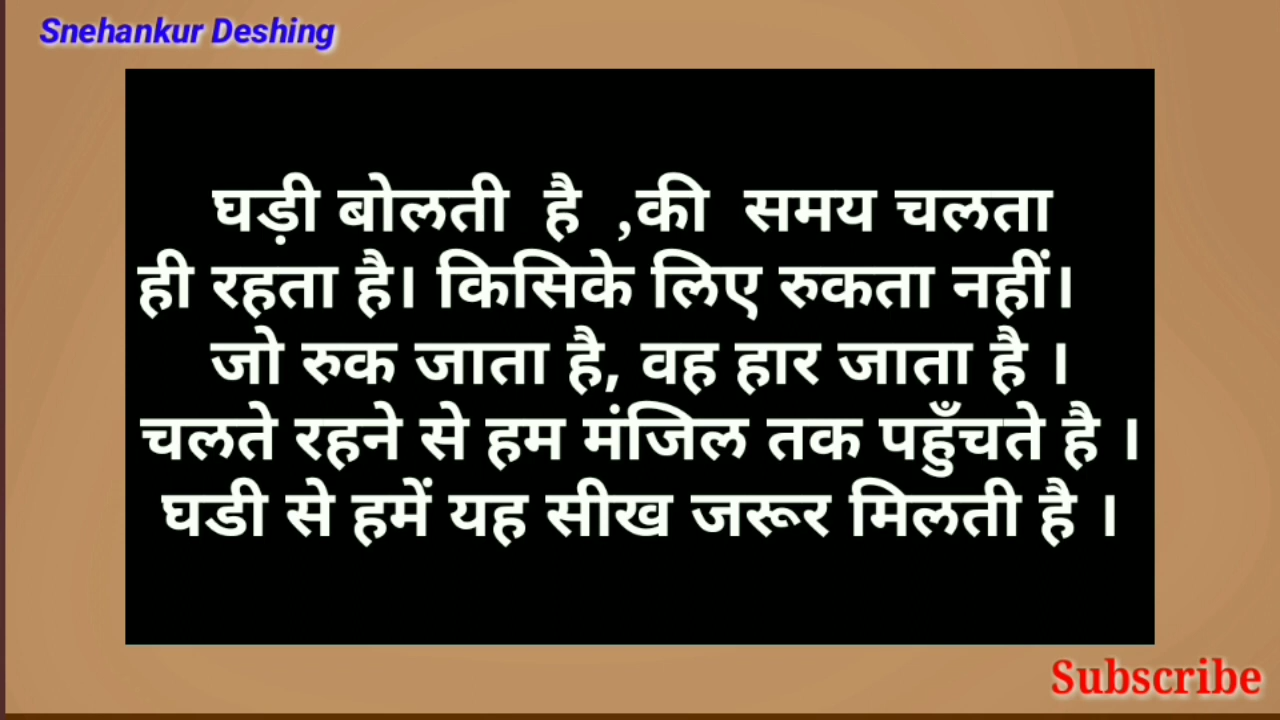 Snehankur Deshing
घड़ी बोलती है ,की समय चलता
ही रहता है। किसिके लिए रुकता नहीं।
जो रुक जाता है, वह हार जाता है ।
चलते रहने से हम मंजिल तक पहुँचते है ।
घडी से हमें यह सीख जरूर मिलती है ।
Subscribe